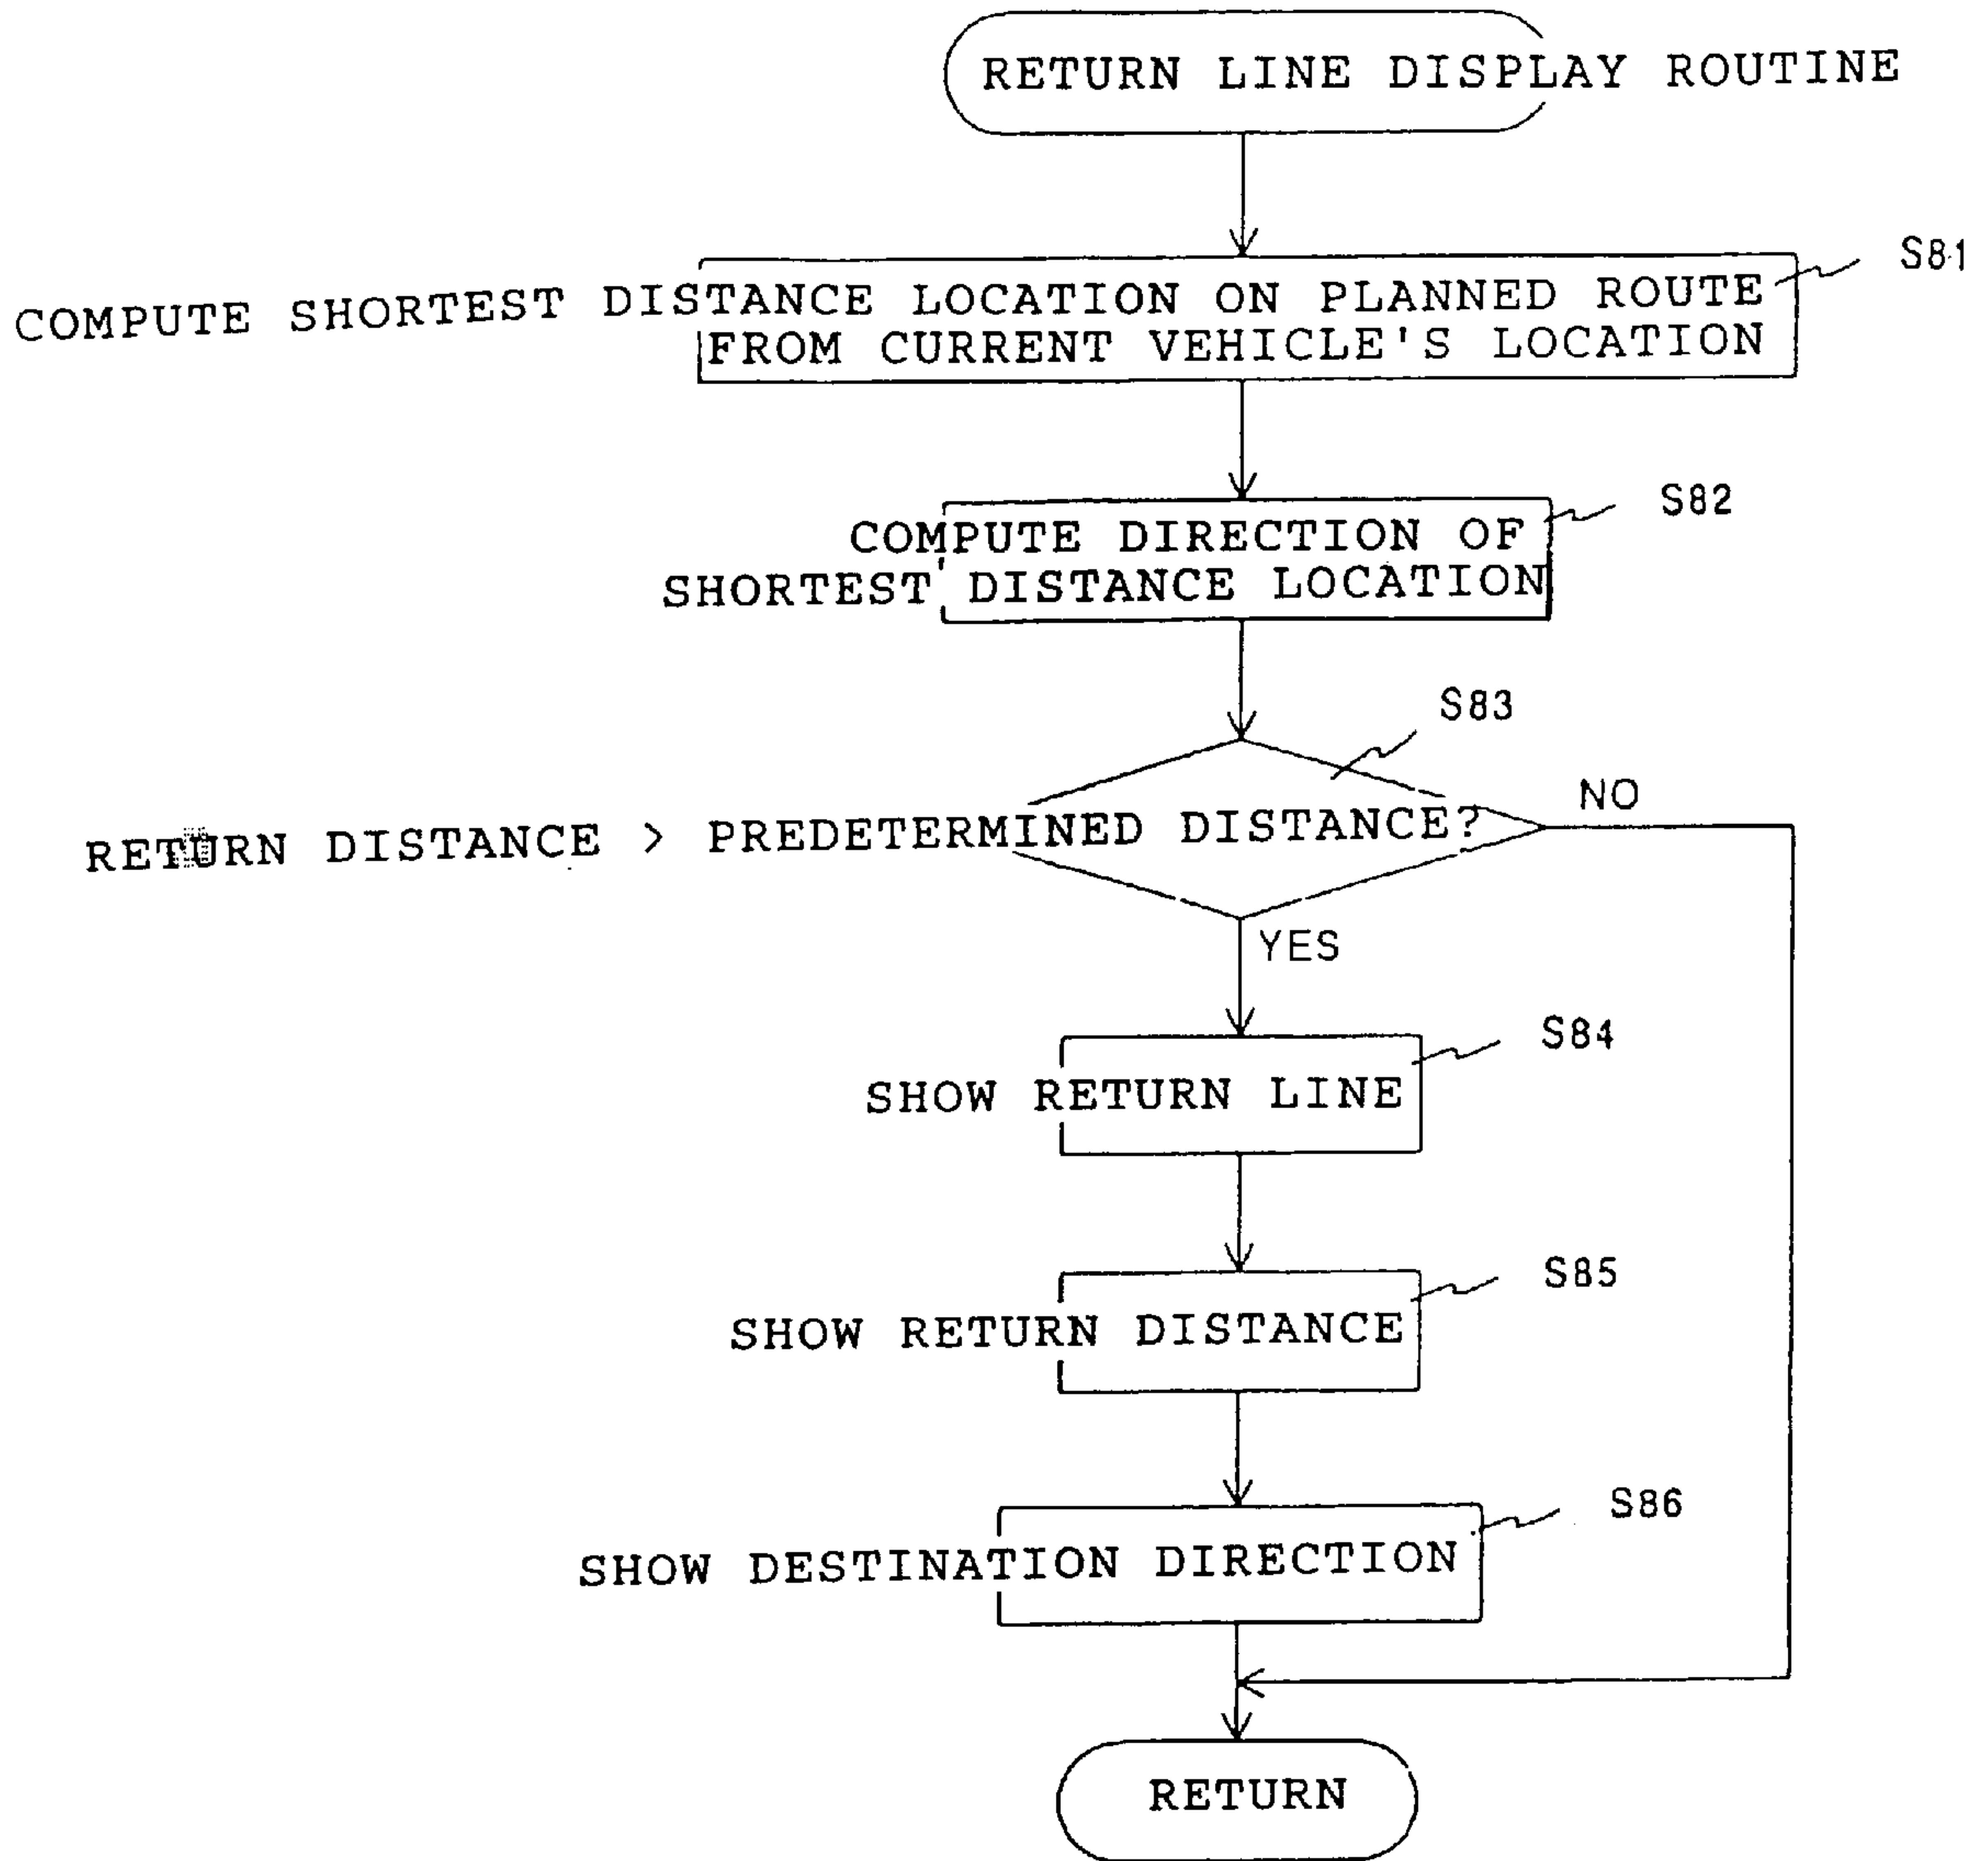 RETURN LINE DISPLAY ROUTINE
S81
COMPUTE SHORTEST DISTANCE LOCATION ON PLANNED ROUTE
FROM CURRENT VEHICLE'S LOCATION
S82
COMPUTE DIRECTION OF
SHORTEST DISTANCE LOCATION
S83
RETURN DISTANCE > PREDETERMINED DISTANCE?
NO
YES
S84
SHOW RETURN LINE
S85
SHOW RETURN DISTANCE
S86
SHOW DESTINATION DIRECTION
RETURN